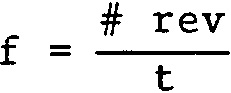 f = # rev / t